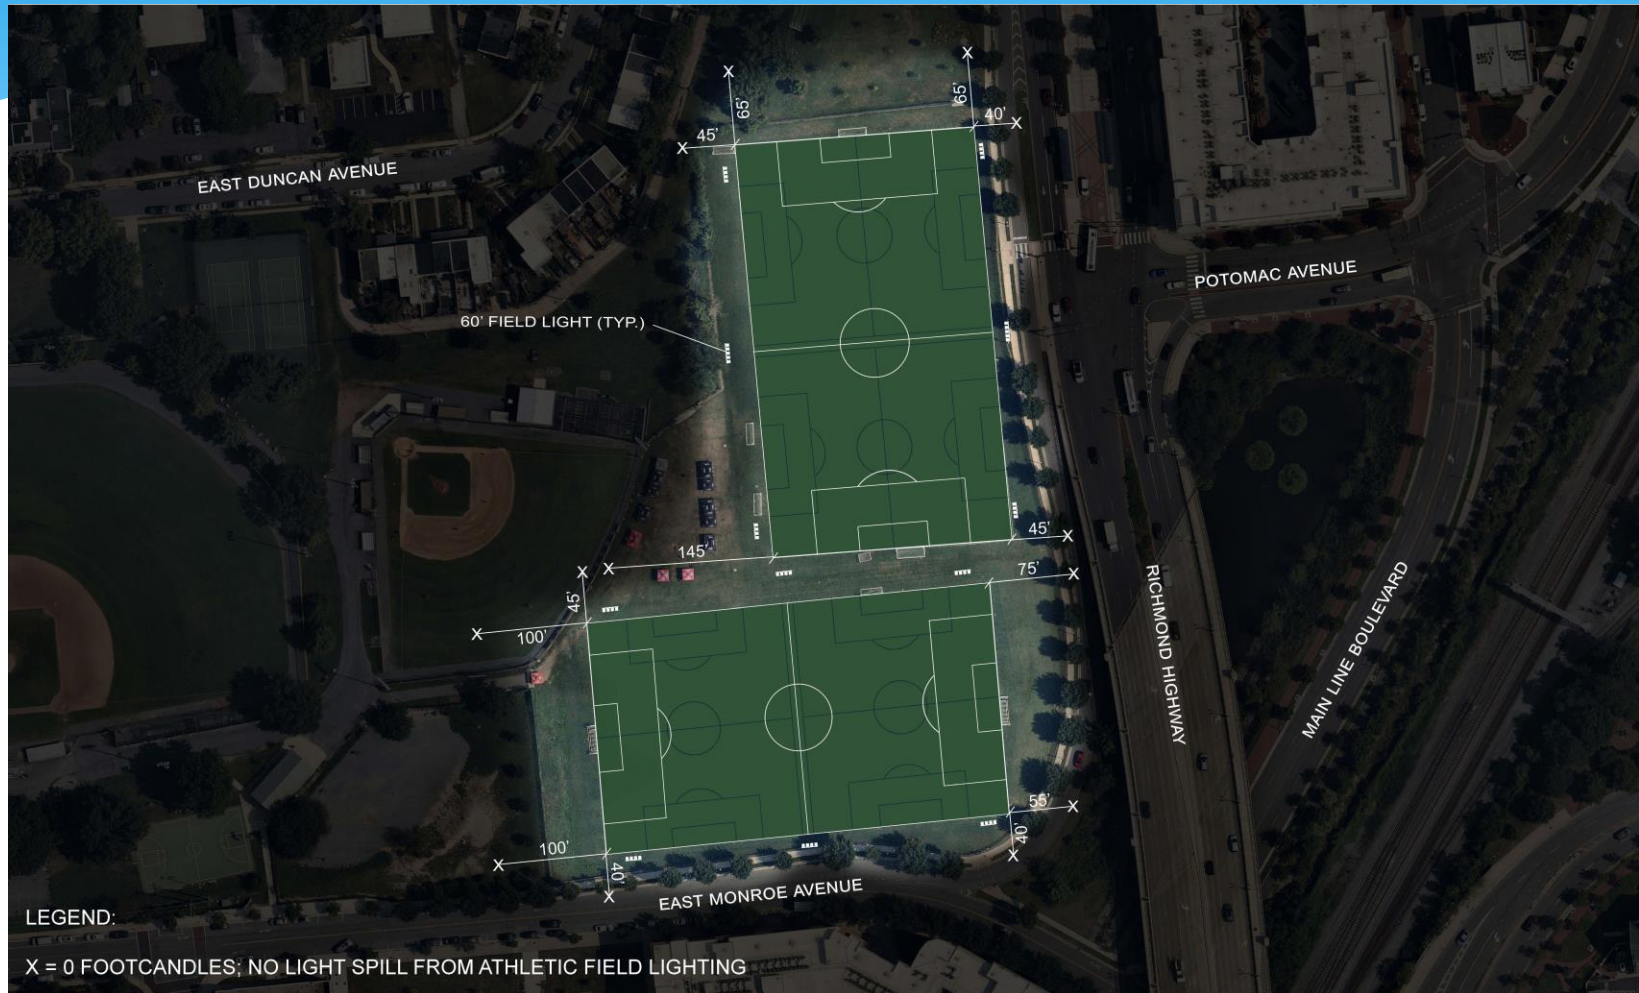 65'
65'
45'
40'
EAST DUNCAN AVENUE
POTOMAC AVENUE
60' FIELD LIGHT (TYP.)
45'
145'
75'
45'
100'
RICHMOND HIGHWAY
MAIN LINE BOULEVARD
55'
40'
100'
40'
EAST MONROE AVENUE
LEGEND:
X = 0 FOOTCANDLES; NO LIGHT SPILL FROM ATHLETIC FIELD LIGHTING